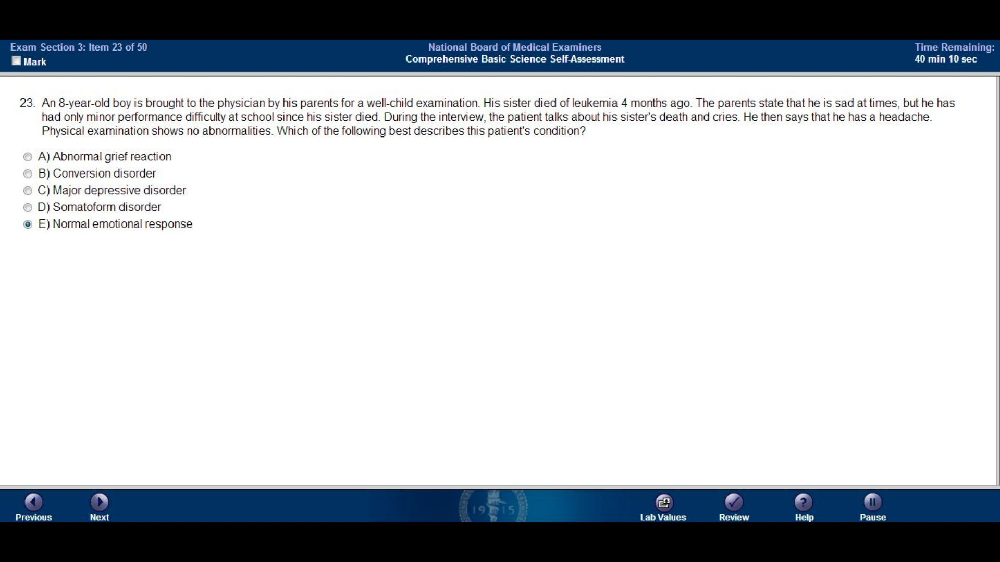 Exam Section 3: Item 23 of 50
National Board of Medical Examiners
Time Remaining:
Mark
Comprehensive Basic Science Self-Assessment
40 min 10 sec
23. An 8-year-old boy is brought to the physician by his parents for a well-child examination. His sister died of leukemia 4 months ago. The parents state that he is sad at times, but he has
had only minor performance difficulty at school since his sister died. During the interview, the patient talks about his sister's death and cries. He then says that he has a headache.
Physical examination shows no abnormalities. Which of the following best describes this patient's condition?
A) Abnormal grief reaction
B) Conversion disorder
C) Major depressive disorder
D) Somatoform disorder
E) Normal emotional response
1915
Previous
Next
Lab Values
Review
Help
Pause